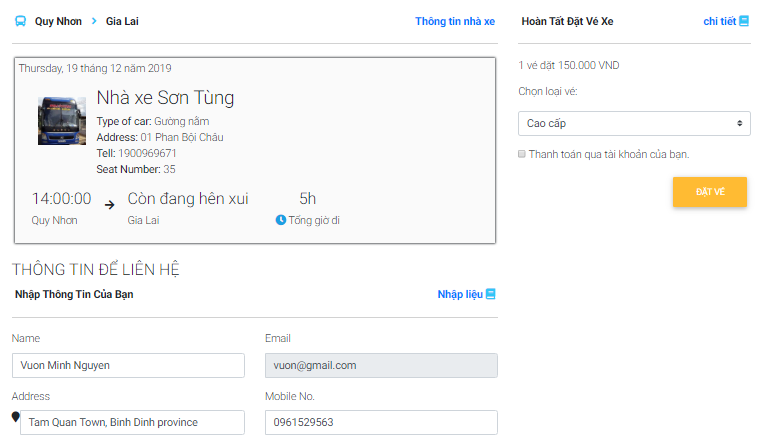 Quy Nhơn > Gia Lai
Thông tin nhà xe
Thursday, 19 tháng 12 năm 2019
Nhà xe Sơn Tùng
Type of car: Gường nằm
Address: 01 Phan Bội Châu
Tell: 1900969671
Seat Number: 35
14:00:00 → Còn đang hên xui 5h
Quy Nhơn Gia Lai Tổng giờ đi
THÔNG TIN ĐỂ LIÊN HỆ
Nhập Thông Tin Của Bạn
Nhập liệu
Name
Vuon Minh Nguyen
Email
vuon@gmail.com
Address
Tam Quan Town, Binh Dinh province
Mobile No.
0961529563
Hoàn Tất Đặt Vé Xe
chi tiết
1 vé đặt 150.000 VND
Chọn loại vé:
Cao cấp
Thanh toán qua tài khoản của bạn.
ĐẶT VÉ